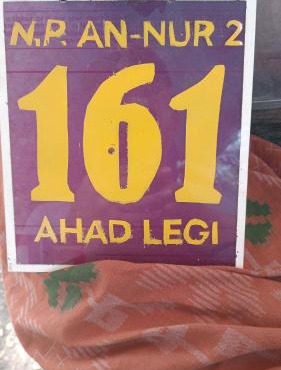 N.P. AN-NUR 2
161
AHAD LEGI